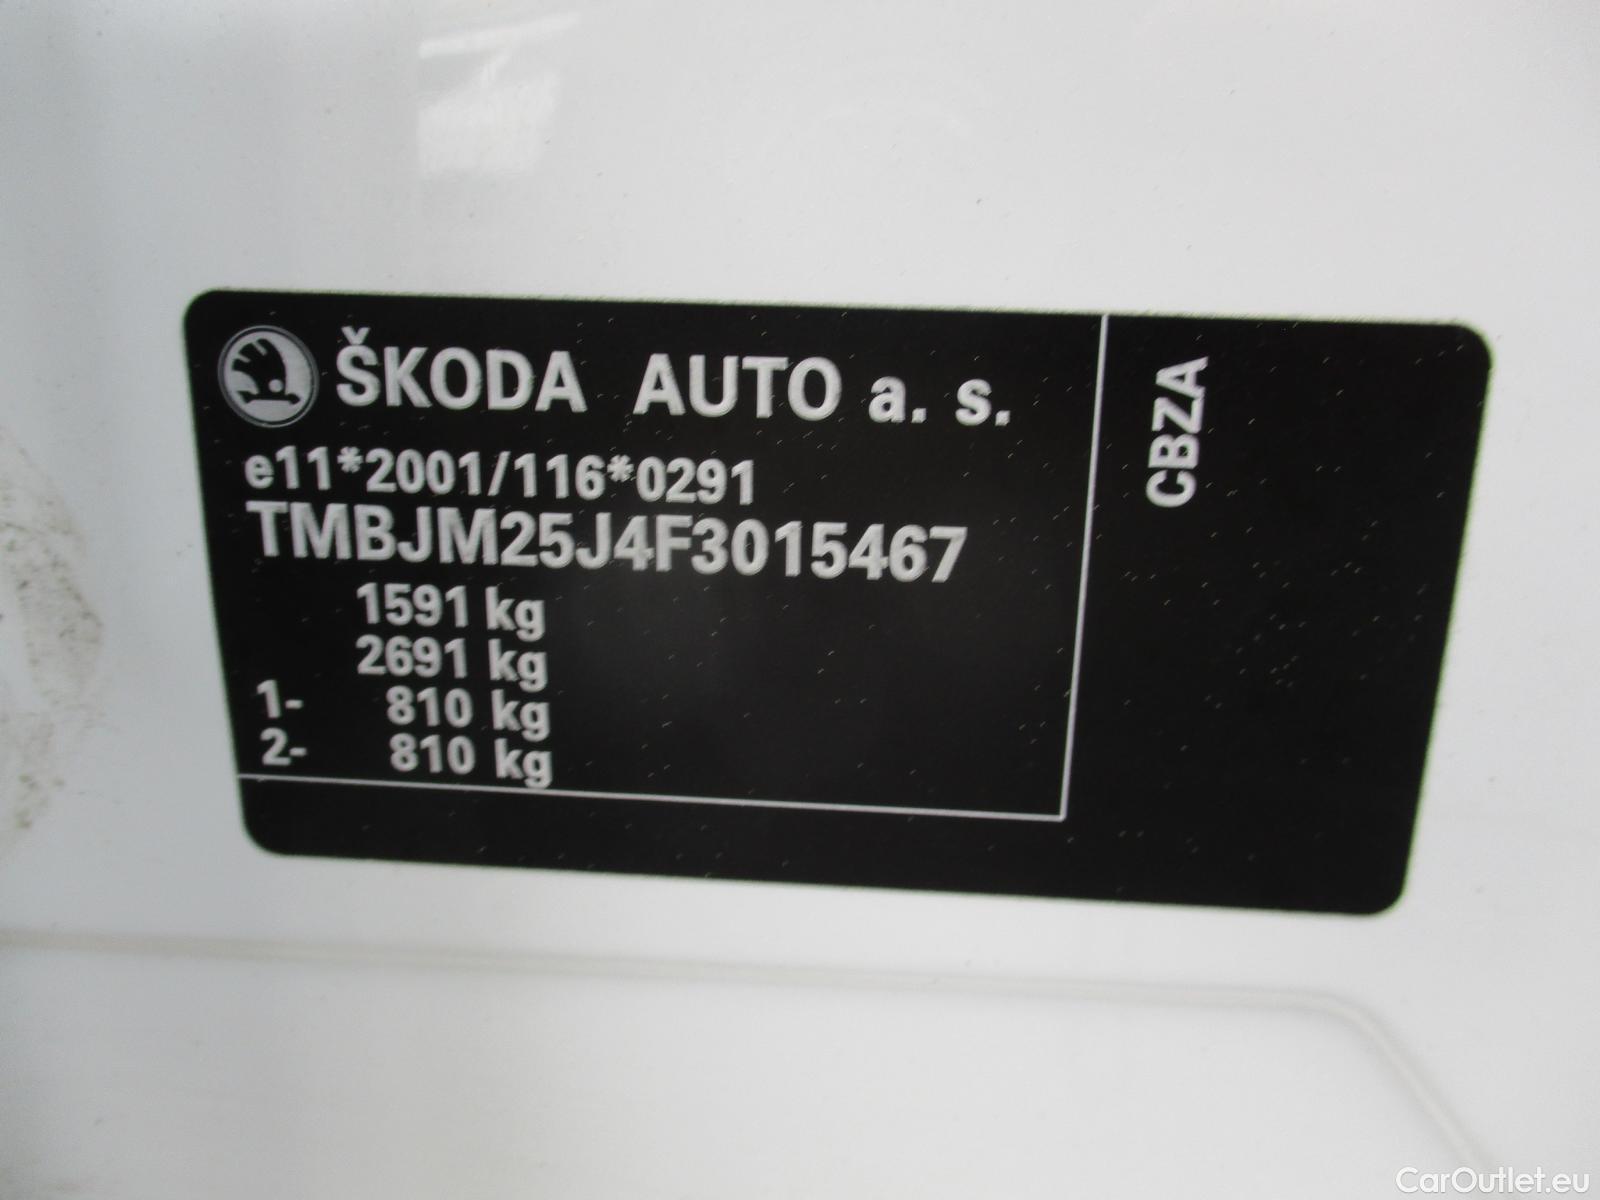 ŠKODA AUTO a. s.
e11*2001/116*0291
TMBJM25J4F3015467
1591 kg
2691 kg
1- 810 kg
2- 810 kg
CBZA
CarOutlet.eu